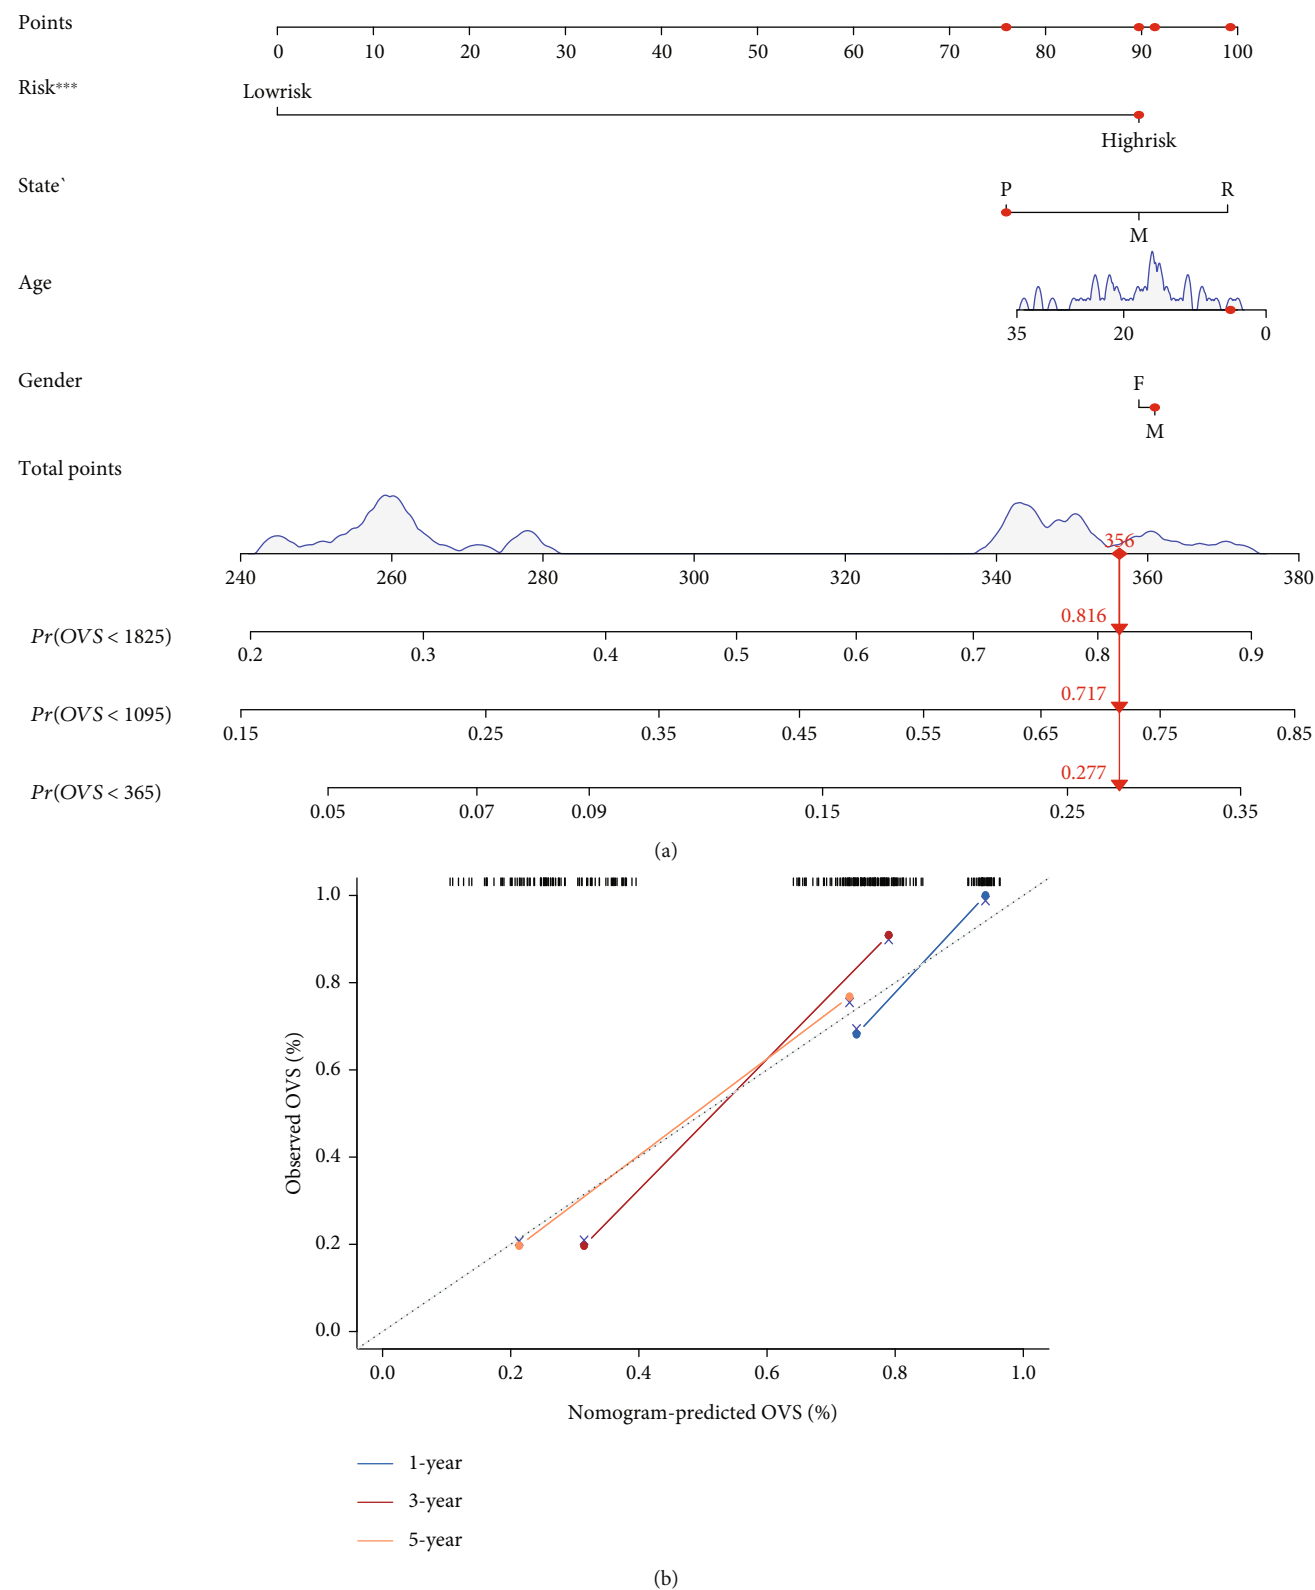 Points
0 10 20 30 40 50 60 70 80 90 100
Risk***
Lowrisk
Highrisk
State`
P R
M
Age
35 20 0
Gender
F
M
Total points
356
240 260 280 300 320 340 360 380
0.816
Pr(OVS < 1825)
0.2 0.3 0.4 0.5 0.6 0.7 0.8 0.9
0.717
Pr(OVS < 1095)
0.15 0.25 0.35 0.45 0.55 0.65 0.75 0.85
0.277
Pr(OVS < 365)
0.05 0.07 0.09 0.15 0.25 0.35
(a)
1.0
0.8
0.6
0.4
0.2
0.0
Observed OVS (%)
0.0 0.2 0.4 0.6 0.8 1.0
Nomogram-predicted OVS (%)
1-year
3-year
5-year
(b)